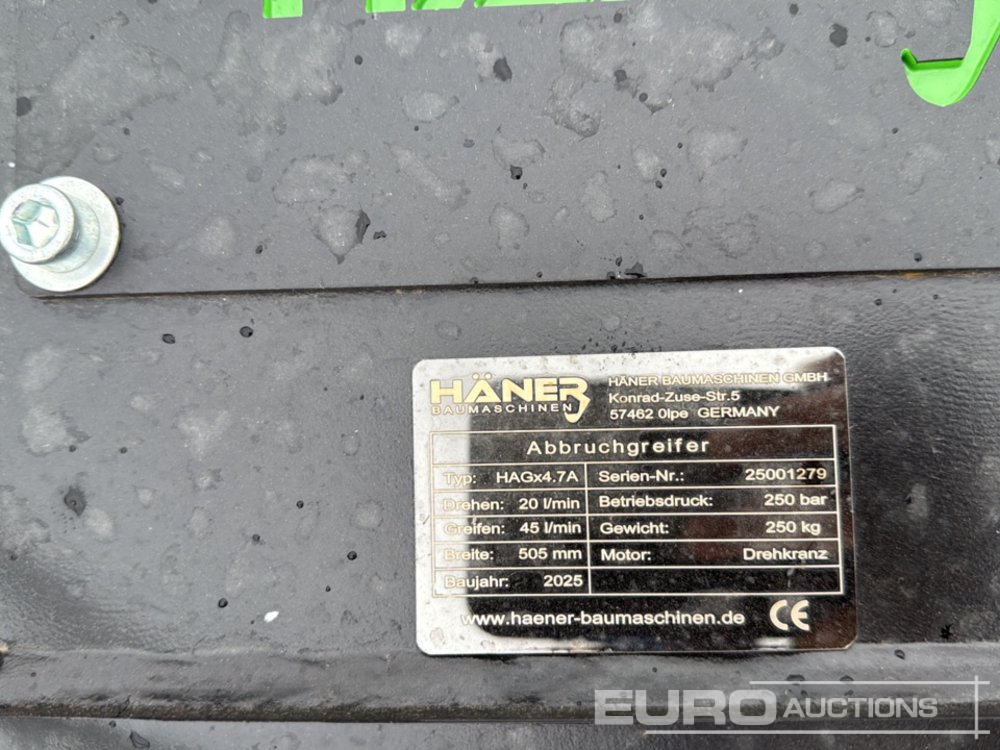 HÄNER
BAUMASCHINEN
HÄNER BAUMASCHINEN GMBH
Konrad-Zuse-Str.5
57462 Olpe GERMANY
Abbruchgreifer
Typ: HAGx4.7A Serien-Nr.: 25001279
Drehen: 20 l/min Betriebsdruck: 250 bar
Greifen: 45 l/min Gewicht: 250 kg
Breite: 505 mm Motor: Drehkranz
Baujahr: 2025
www.haener-baumaschinen.de CE
EURO AUCTIONS